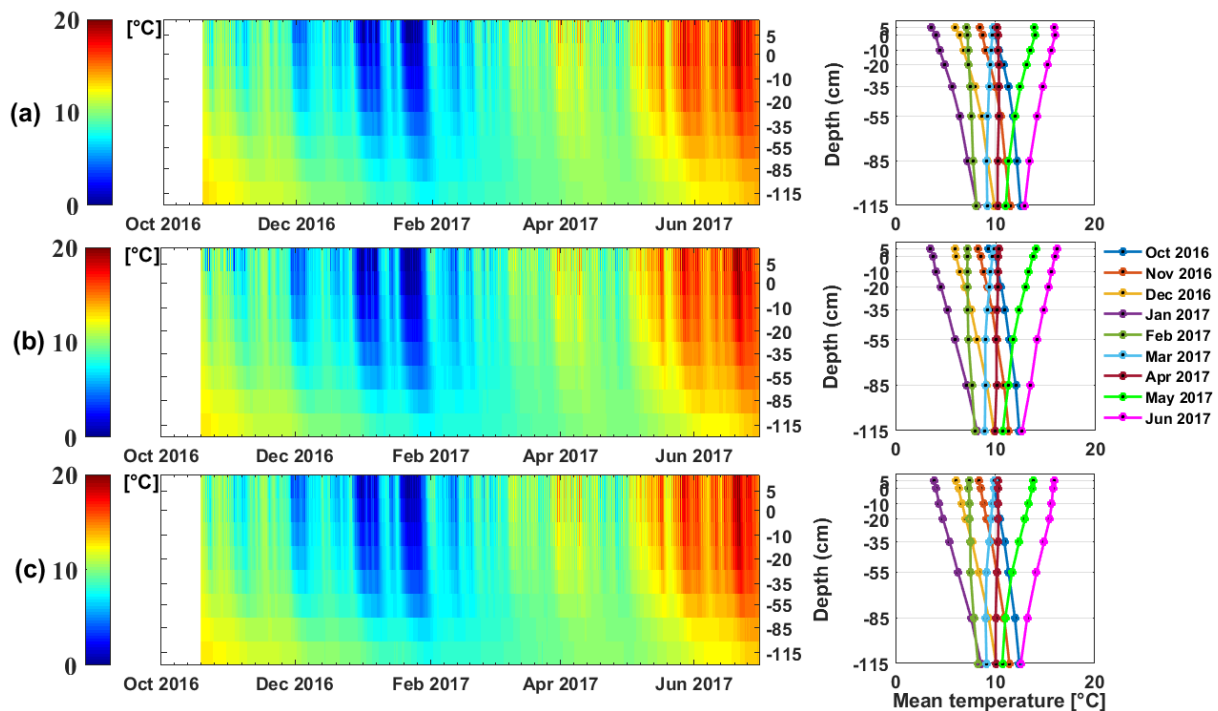 (a)
20
10
0
[°C]
5
0
-10
-20
-35
-55
-85
-115
Oct 2016 Dec 2016 Feb 2017 Apr 2017 Jun 2017
Depth (cm)
5
0
-10
-20
-35
-55
-85
-115
0 10 20
(b)
20
10
0
[°C]
5
0
-10
-20
-35
-55
-85
-115
Oct 2016 Dec 2016 Feb 2017 Apr 2017 Jun 2017
Depth (cm)
5
0
-10
-20
-35
-55
-85
-115
0 10 20
Oct 2016
Nov 2016
Dec 2016
Jan 2017
Feb 2017
Mar 2017
Apr 2017
May 2017
Jun 2017
(c)
20
10
0
[°C]
5
0
-10
-20
-35
-55
-85
-115
Oct 2016 Dec 2016 Feb 2017 Apr 2017 Jun 2017
Depth (cm)
5
0
-10
-20
-35
-55
-85
-115
0 10 20
Mean temperature [°C]